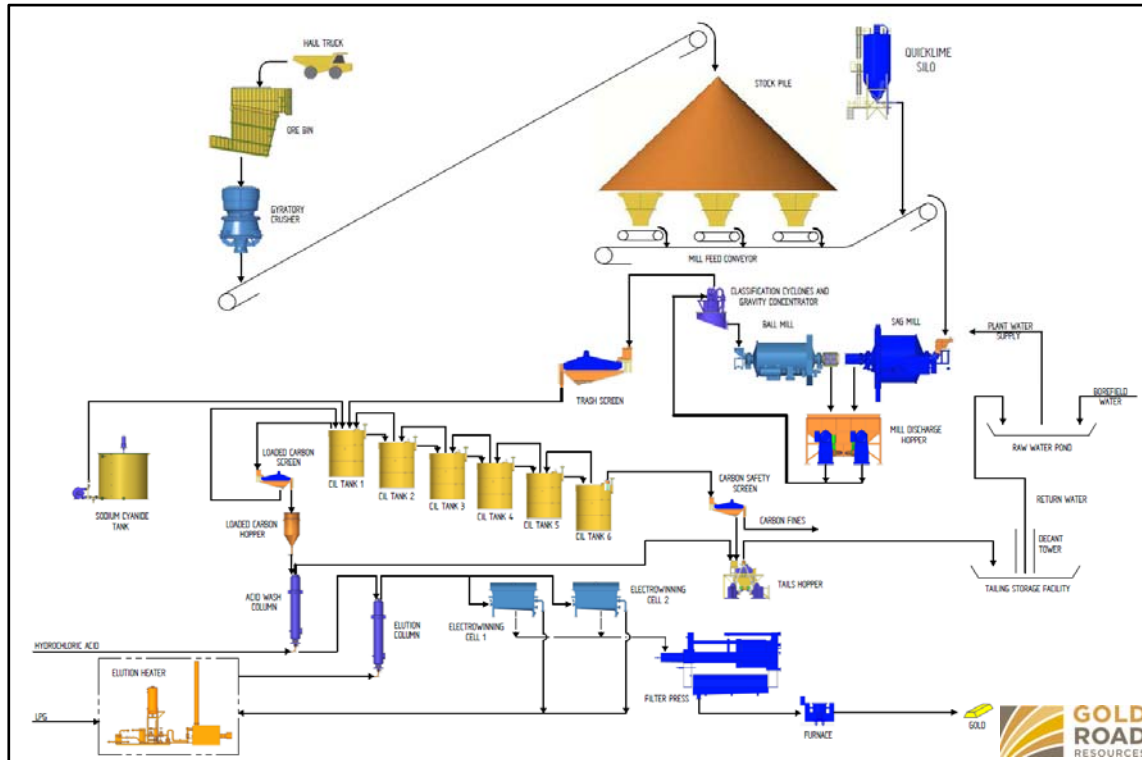 HAUL TRUCK
ORE BIN
GYRATORY
CRUSHER
STOCK PILE
QUICKLIME
SILO
MILL FEED CONVEYOR
CLASSIFICATION CYCLONES AND
GRAVITY CONCENTRATOR
BALL MILL
SAG MILL
PLANT WATER
SUPPLY
BOREFIELD
WATER
RAW WATER POND
MILL DISCHARGE
HOPPER
TRASH SCREEN
SODIUM CYANIDE
TANK
LOADED CARBON
SCREEN
CIL TANK 1
CIL TANK 2
CIL TANK 3
CIL TANK 4
CIL TANK 5
CIL TANK 6
LOADED CARBON
HOPPER
CARBON SAFETY
SCREEN
CARBON FINES
RETURN WATER
DECANT
TOWER
TAILS HOPPER
TAILING STORAGE FACILITY
ACID WASH
COLUMN
ELUTION
COLUMN
ELECTROWINNING
CELL 1
ELECTROWINNING
CELL 2
HYDROCHLORIC ACID
ELUTION HEATER
LPG
FILTER PRESS
FURNACE
GOLD
GOLD
ROAD
RESOURCES